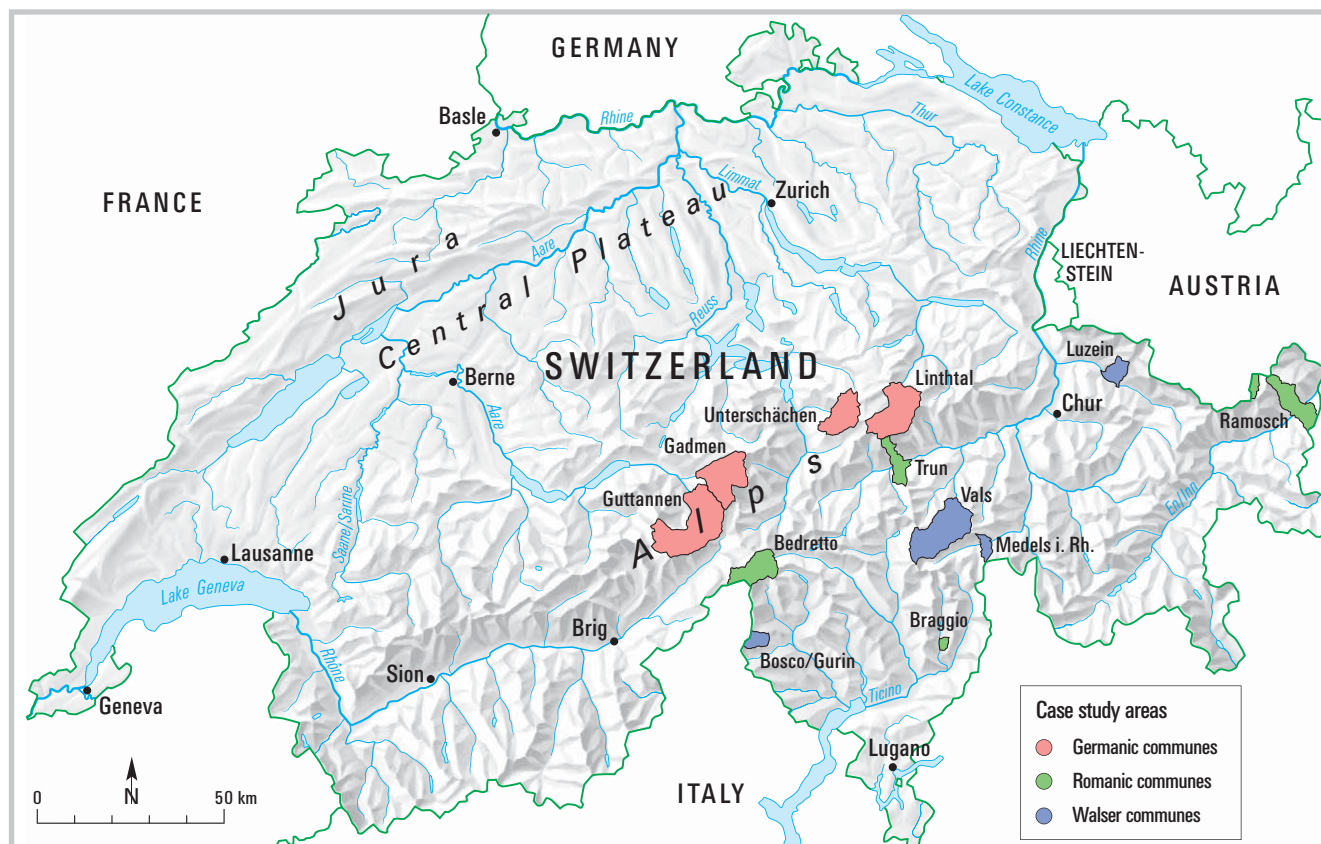 GERMANY
Lake Constance
Basle
Rhine
Thur
Limmat
Zurich
FRANCE
Jura
Aare
Central Plateau
Reuss
Rhine
LIECHTEN-
STEIN
AUSTRIA
SWITZERLAND
Luzein
Berne
Linthtal
Chur
Aare
Unterschächen
Ramosch
Gadmen
Alps
Trun
Guttannen
Vals
En/Inn
Saane/Sarine
Lausanne
Bedretto
Medels i. Rh.
Lake Geneva
Braggio
Brig
Bosco/Gurin
Rhône
Sion
Ticino
Geneva
Lugano
ITALY
N
0
50 km
Case study areas
Germanic communes
Romanic communes
Walser communes